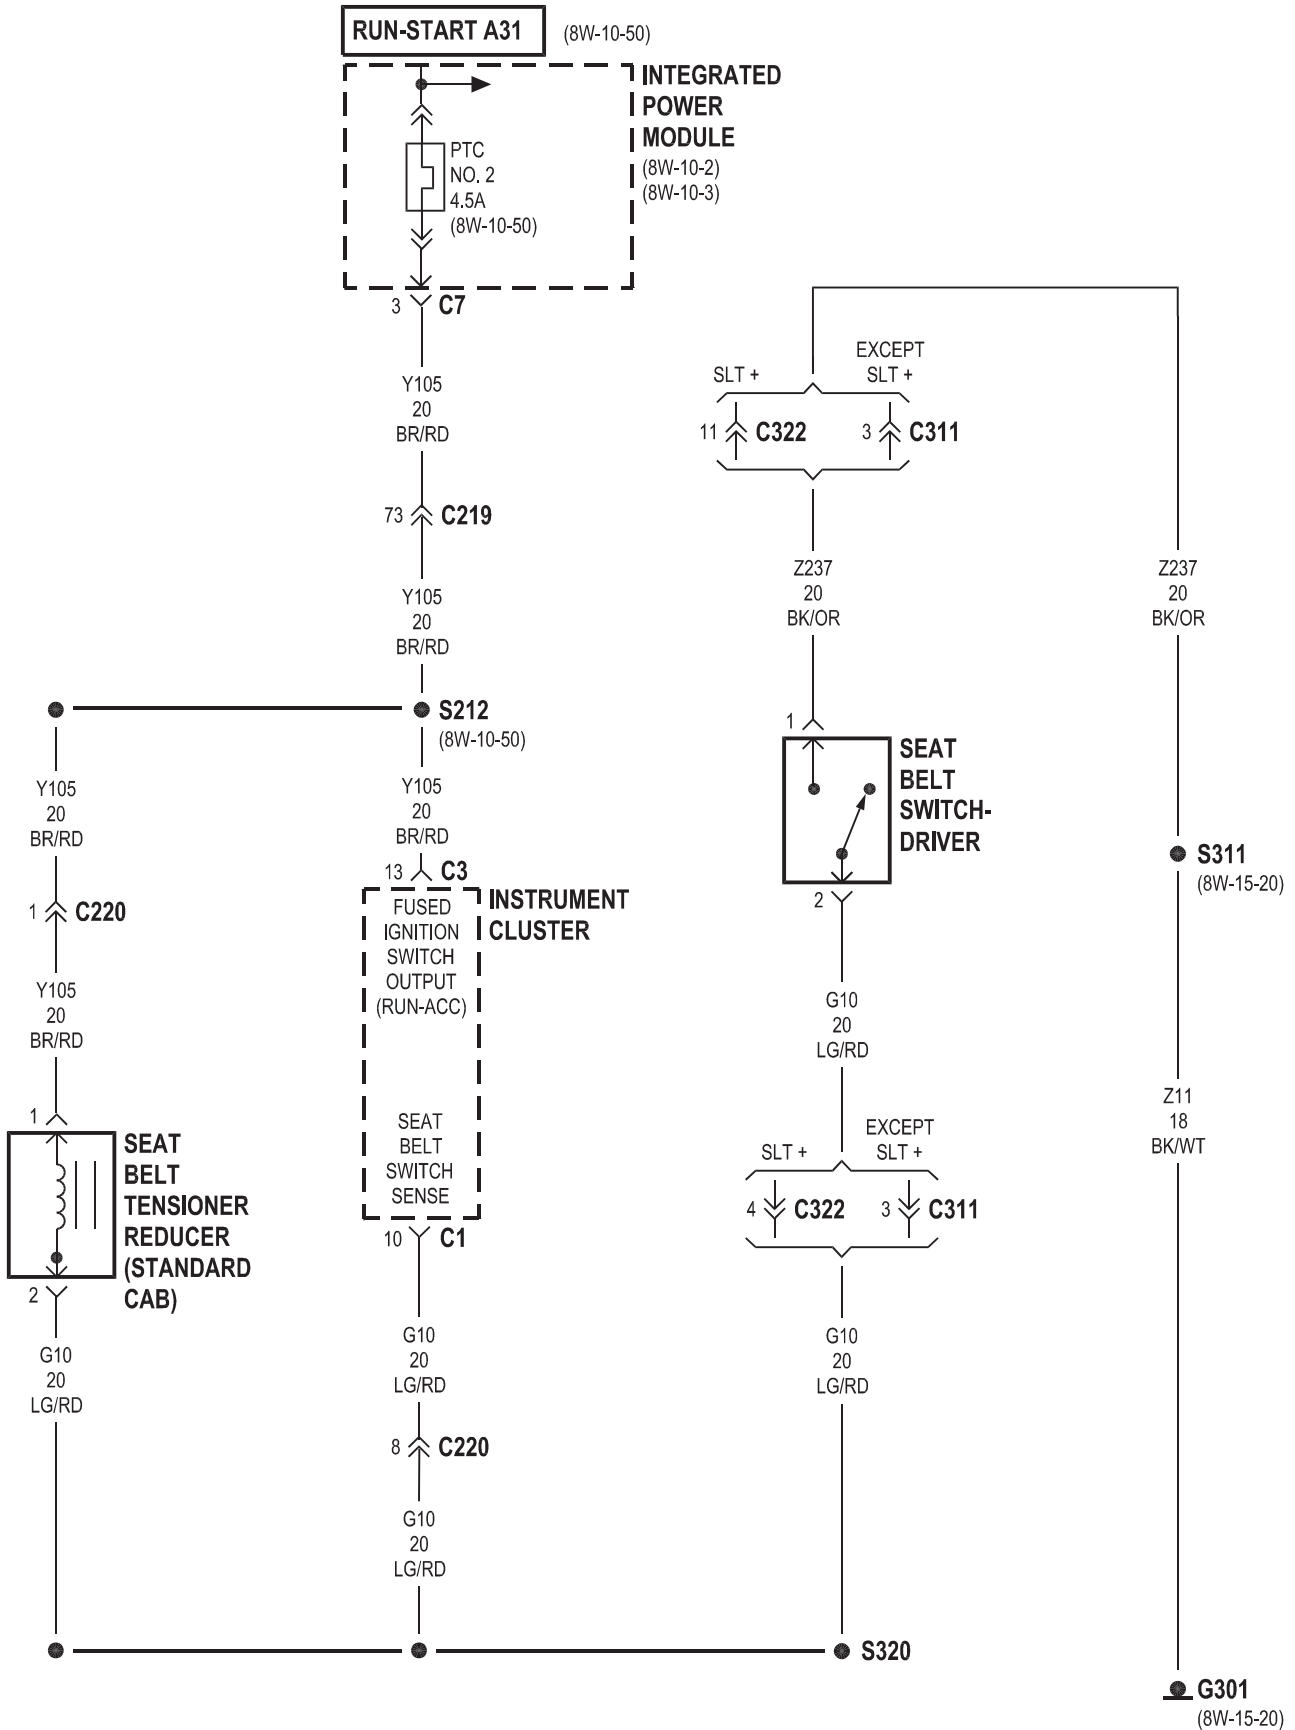 RUN-START A31 (8W-10-50)
INTEGRATED
POWER
MODULE
(8W-10-2)
(8W-10-3)
PTC
NO. 2
4.5A
(8W-10-50)
3 C7
Y105
20
BR/RD
73 C219
Y105
20
BR/RD
S212
(8W-10-50)
Y105
20
BR/RD
1 C220
Y105
20
BR/RD
1
SEAT
BELT
TENSIONER
REDUCER
(STANDARD
CAB)
2
G10
20
LG/RD
Y105
20
BR/RD
13 C3
INSTRUMENT
CLUSTER
FUSED
IGNITION
SWITCH
OUTPUT
(RUN-ACC)
SEAT
BELT
SWITCH
SENSE
10 C1
G10
20
LG/RD
8 C220
G10
20
LG/RD
SLT +
EXCEPT
SLT +
11 C322
3 C311
Z237
20
BK/OR
1
SEAT
BELT
SWITCH-
DRIVER
2
G10
20
LG/RD
SLT +
EXCEPT
SLT +
4 C322
3 C311
G10
20
LG/RD
S320
Z237
20
BK/OR
S311
(8W-15-20)
Z11
18
BK/WT
G301
(8W-15-20)